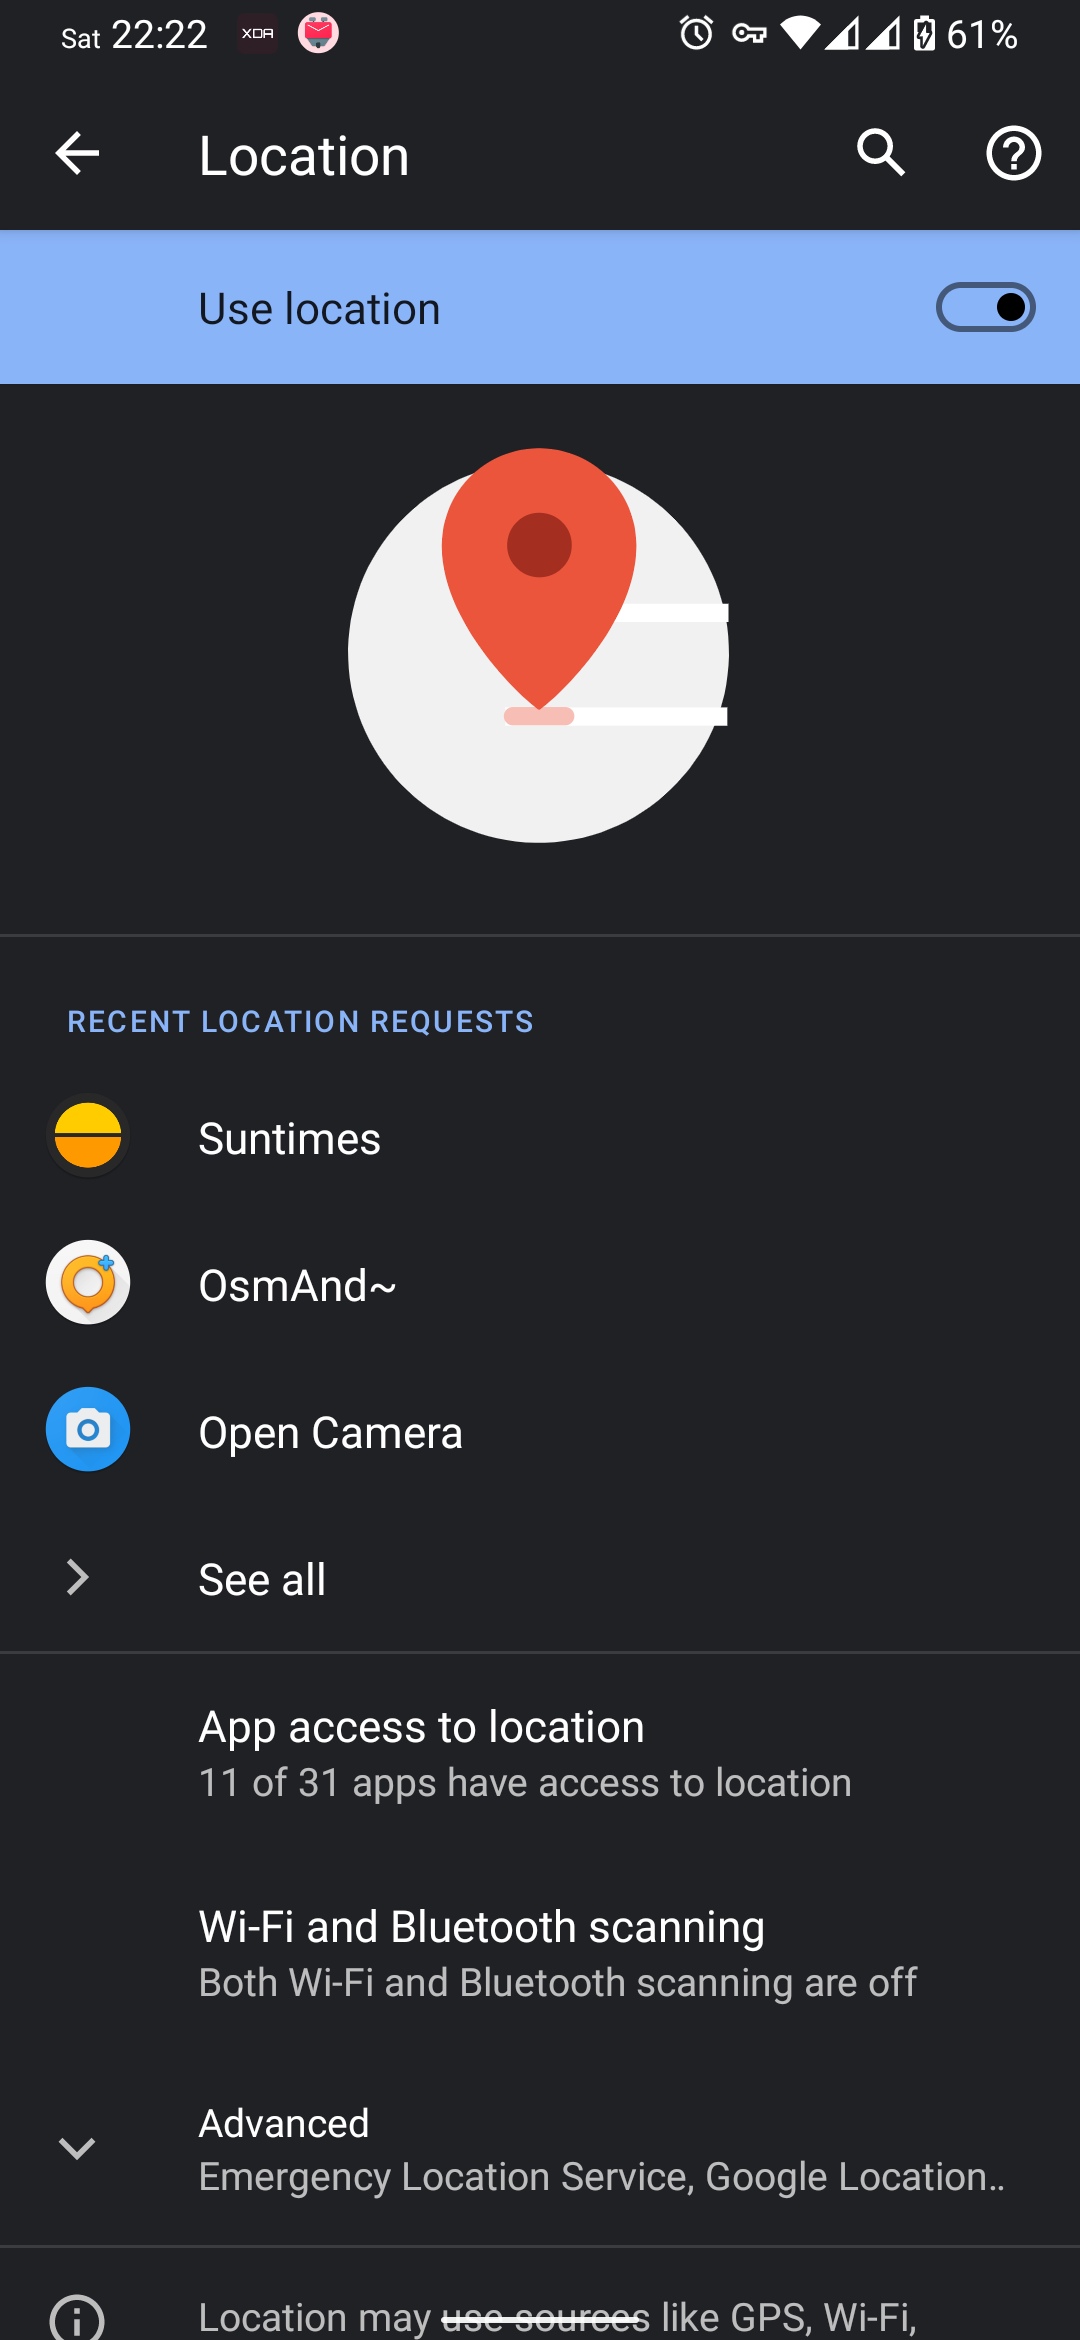 Sat 22:22 XDA 61%
Location
Use location
RECENT LOCATION REQUESTS
Suntimes
OsmAnd~
Open Camera
See all
App access to location
11 of 31 apps have access to location
Wi-Fi and Bluetooth scanning
Both Wi-Fi and Bluetooth scanning are off
Advanced
Emergency Location Service, Google Location..
Location may use sources like GPS, Wi-Fi,